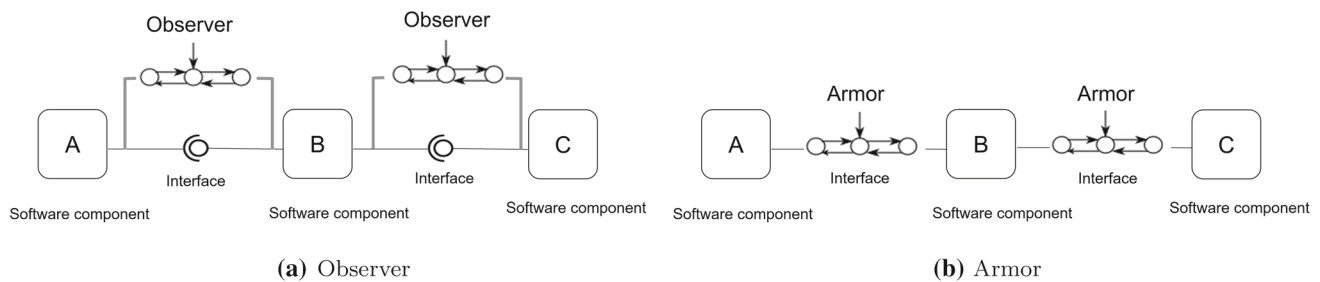 Observer
Observer
A
B
C
Interface
Interface
Software component
Software component
Software component
(a) Observer
Armor
Armor
A
B
C
Interface
Interface
Software component
Software component
Software component
(b) Armor